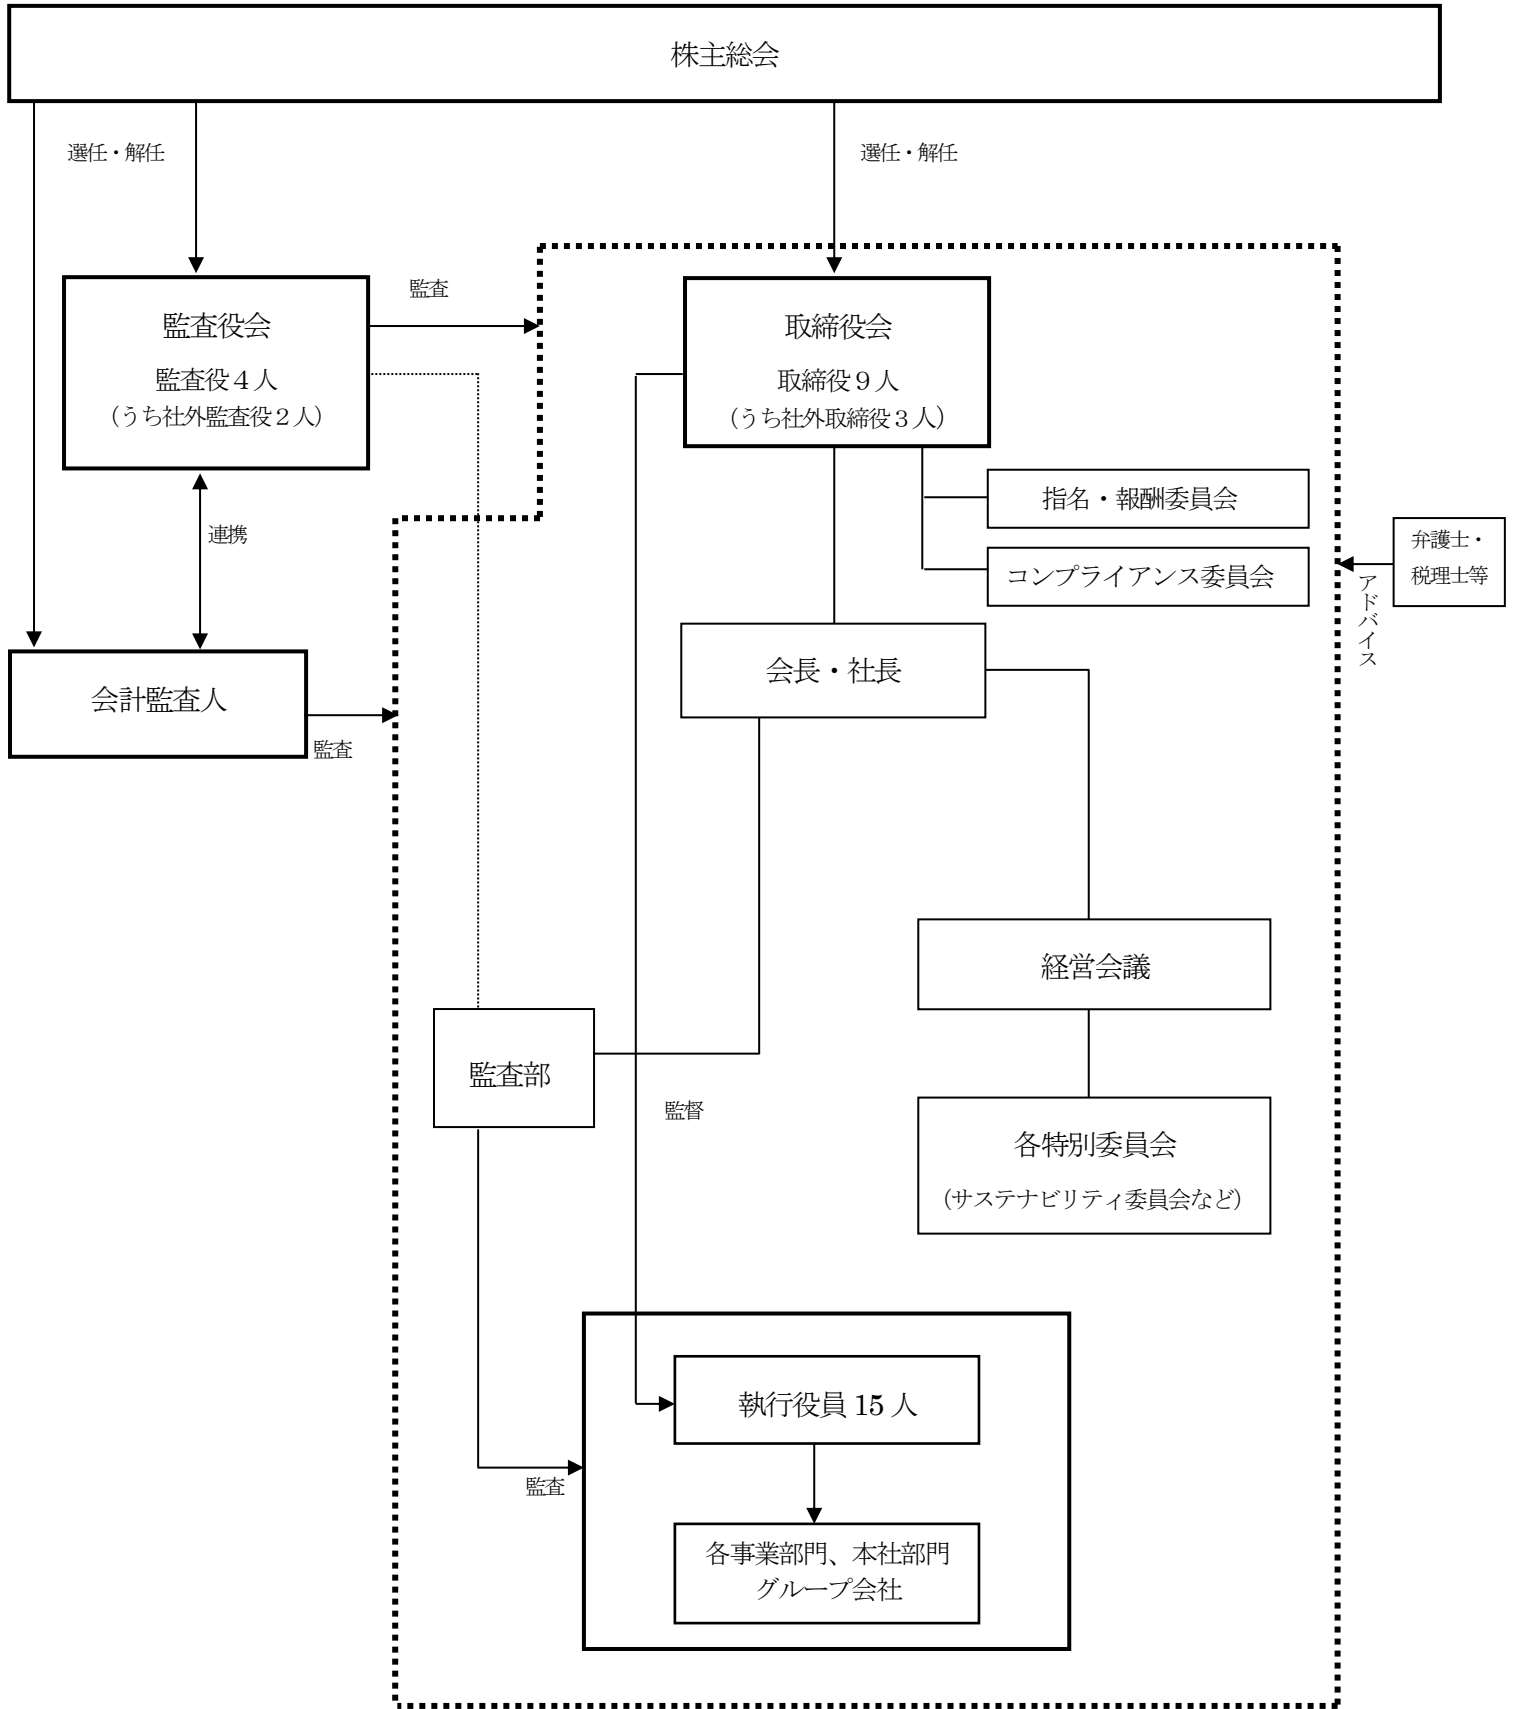 株主総会
選任・解任
選任・解任
監査
監査役会
監査役４人
（うち社外監査役２人）
取締役会
取締役９人
（うち社外取締役３人）
指名・報酬委員会
コンプライアンス委員会
連携
弁護士・
税理士等
アドバイス
会長・社長
会計監査人
監査
経営会議
監査部
監督
各特別委員会
（サステナビリティ委員会など）
執行役員 15 人
監査
各事業部門、本社部門
グループ会社